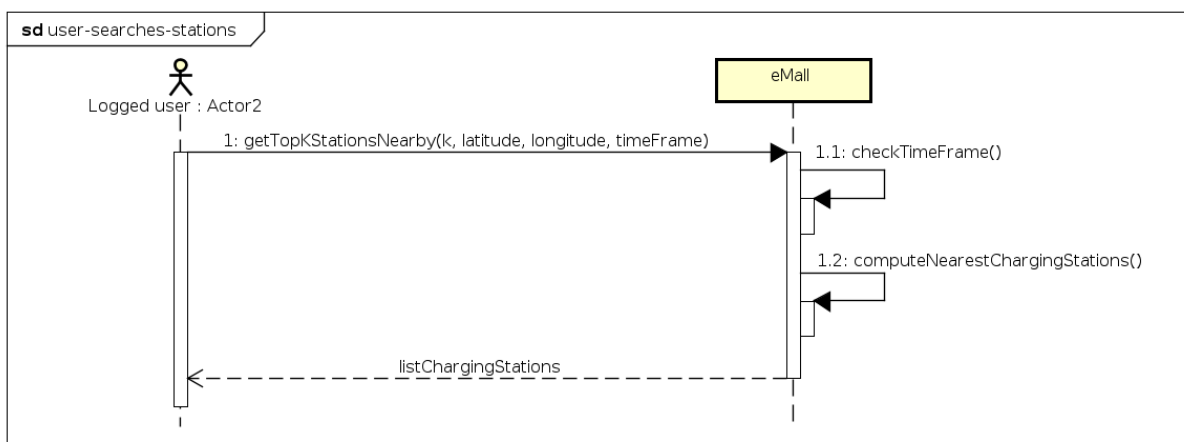 sd user-searches-stations
Logged user : Actor2
eMall
1: getTopKStationsNearby(k, latitude, longitude, timeFrame)
1.1: checkTimeFrame()
1.2: computeNearestChargingStations()
listChargingStations